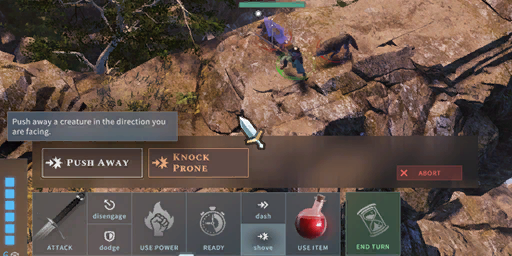 Push away a creature in the direction you
are facing.
PUSH AWAY
KNOCK
PRONE
ABORT
disengage
dash
dodge
shove
ATTACK
USE POWER
READY
USE ITEM
END TURN